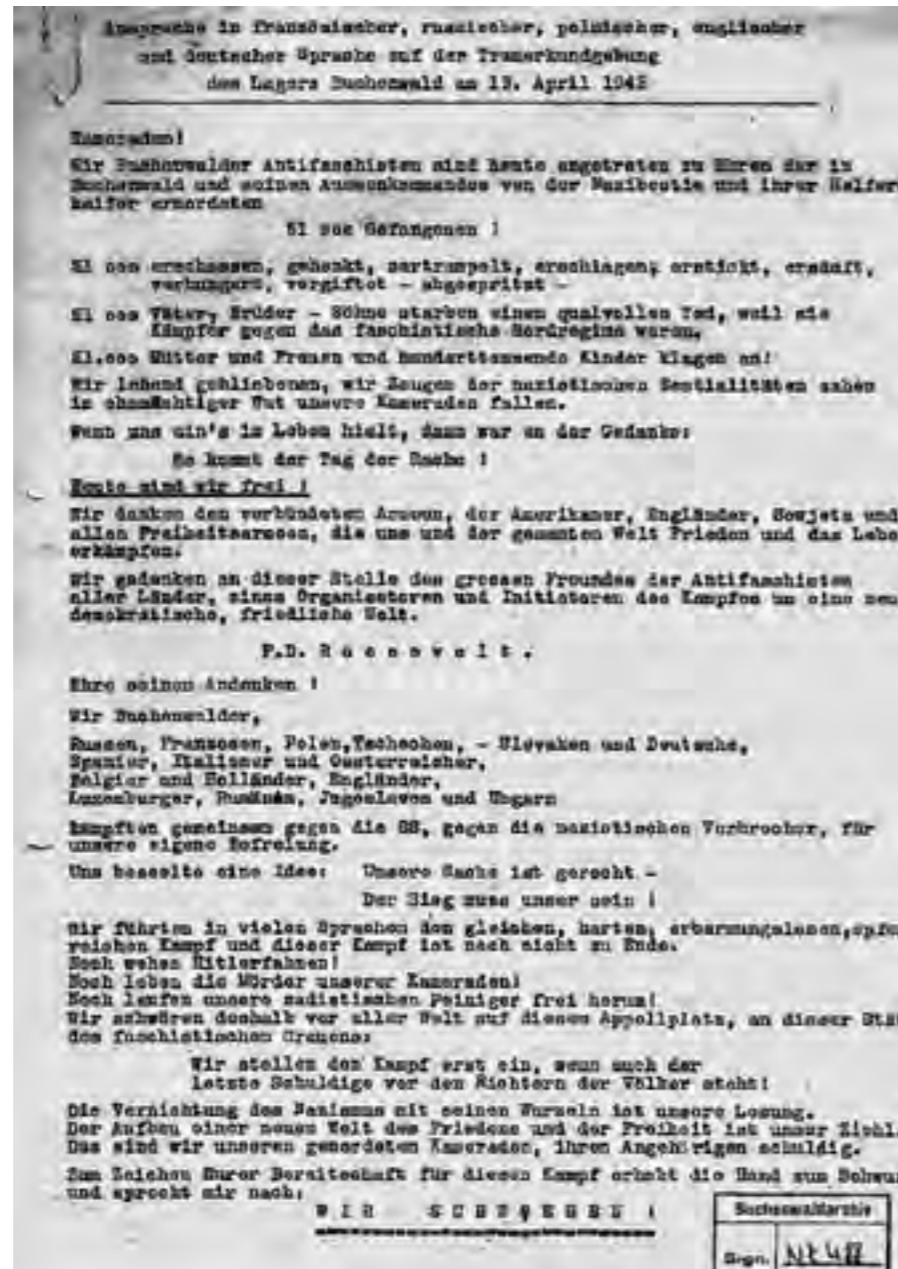 Ansprache in französischer, russischer, polnischer, englischer
und deutscher Sprache auf der Trauerkundgebung
des Lagers Buchenwald am 19. April 1945
Kameraden!
Wir Buchenwalder Antifaschisten sind heute angetreten zu Ehren der in
Buchenwald und seinen Aussenkommandos von der Nazibestie und ihrer Helfers
helfer ermordeten
51 000 Gefangenen !
51 000 erschossen, gehenkt, zertrampelt, erschlagen, erstickt, ersäuft,
verhungert, vergiftet - abgespritzt -
51 000 Väter, Brüder - Söhne starben einen qualvollen Tod, weil sie
Kämpfer gegen das faschistische Mordregime waren.
51.000 Mütter und Frauen und hunderttausende Kinder klagen an!
Wir lebend gebliebenen, wir Zeugen der nazistischen Bestialitäten sahen
in ohnmächtiger Wut unsere Kameraden fallen.
Wenn uns ein's im Leben hielt, dann war es der Gedanke:
Es kommt der Tag der Rache !
Heute sind wir frei !
Wir danken den verbündeten Armeen, der Amerikaner, Engländer, Sowjets und
allen Freiheitsarmeen, die uns und der gesamten Welt Frieden und das Lebe
erkämpfen.
Wir gedenken an dieser Stelle des grossen Freundes der Antifaschisten
aller Länder, eines Organisatoren und Initiatoren des Kampfes um eine neu
demokratische, friedliche Welt.
F.D. R o o s e v e l t .
Ehre seinem Andenken !
Wir Buchenwalder,
Russen, Franzosen, Polen, Tschechen, - Slovaken und Deutsche,
Spanier, Italiener und Oesterreicher,
Belgier und Holländer, Engländer,
Luxemburger, Rumänen, Jugoslaven und Ungarn
kämpften gemeinsam gegen die SS, gegen die nazistischen Verbrecher, für
unsere eigene Befreiung.
Uns beseelte eine Idee: Unsere Sache ist gerecht -
Der Sieg muss unser sein !
Wir führten in vielen Sprachen den gleichen, harten, erbarmungslosen,opfe
reichen Kampf und dieser Kampf ist noch nicht zu Ende.
Noch wehen Hitlerfahnen!
Noch leben die Mörder unserer Kameraden!
Noch laufen unsere sadistischen Peiniger frei herum!
Wir schwören deshalb vor aller Welt auf diesem Appellplatz, an dieser Stät
des faschistischen Grauens:
Wir stellen den Kampf erst ein, wenn auch der
letzte Schuldige vor den Richtern der Völker steht!
Die Vernichtung des Nazismus mit seinen Wurzeln ist unsere Losung.
Der Aufbau einer neuen Welt des Friedens und der Freiheit ist unser Ziel!
Das sind wir unseren gemordeten Kameraden, ihren Angehörigen schuldig.
Zum Zeichen Eurer Bereitschaft für diesen Kampf erhebt die Hand zum Schwur
und sprecht mir nach:
W I R   S C H W O E R E N !
Buchenwaldarchiv
Sign.